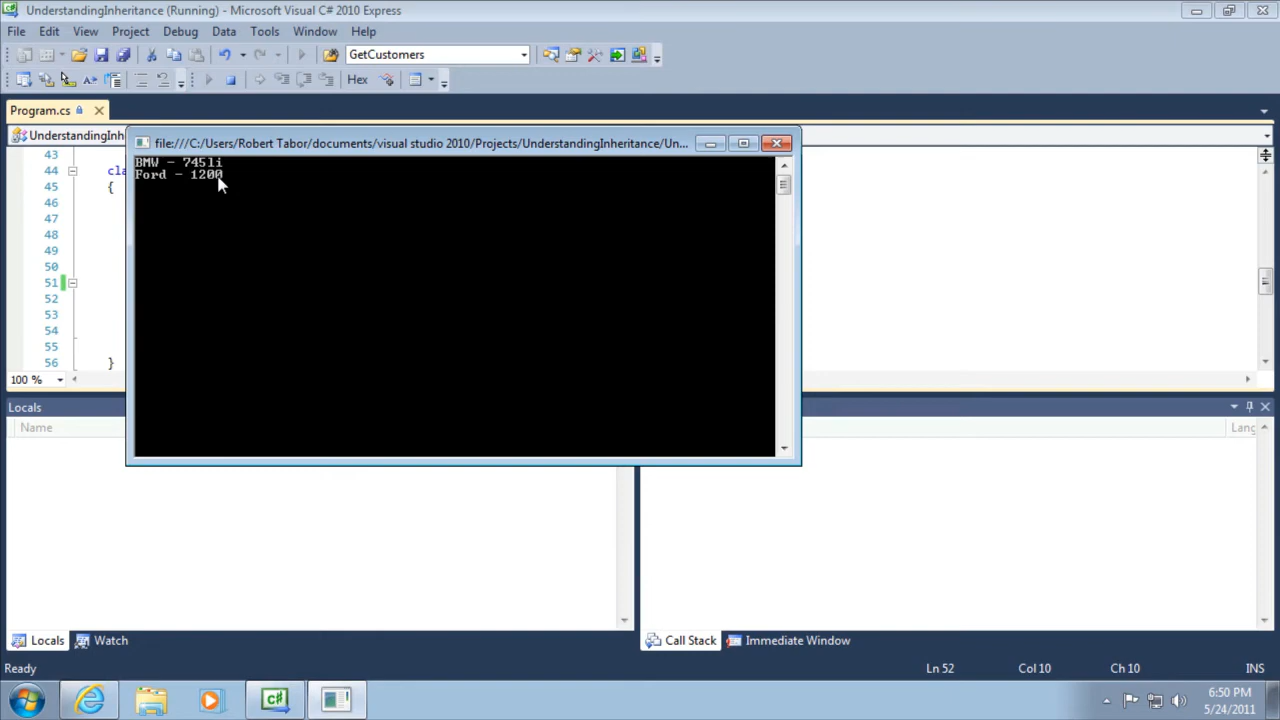 UnderstandingInheritance (Running) - Microsoft Visual C# 2010 Express
File Edit View Project Debug Data Tools Window Help
GetCustomers
Hex
Program.cs
UnderstandingInh
file:///C:/Users/Robert Tabor/documents/visual studio 2010/Projects/UnderstandingInheritance/Un...
BMW - 745li
Ford - 1200
43
44 cla
45 {
46
47
48
49
50
51
52
53
54
55
56 }
100 %
Locals
Name
Lang
Locals Watch
Call Stack Immediate Window
Ready Ln 52 Col 10 Ch 10 INS
6:50 PM
5/24/2011